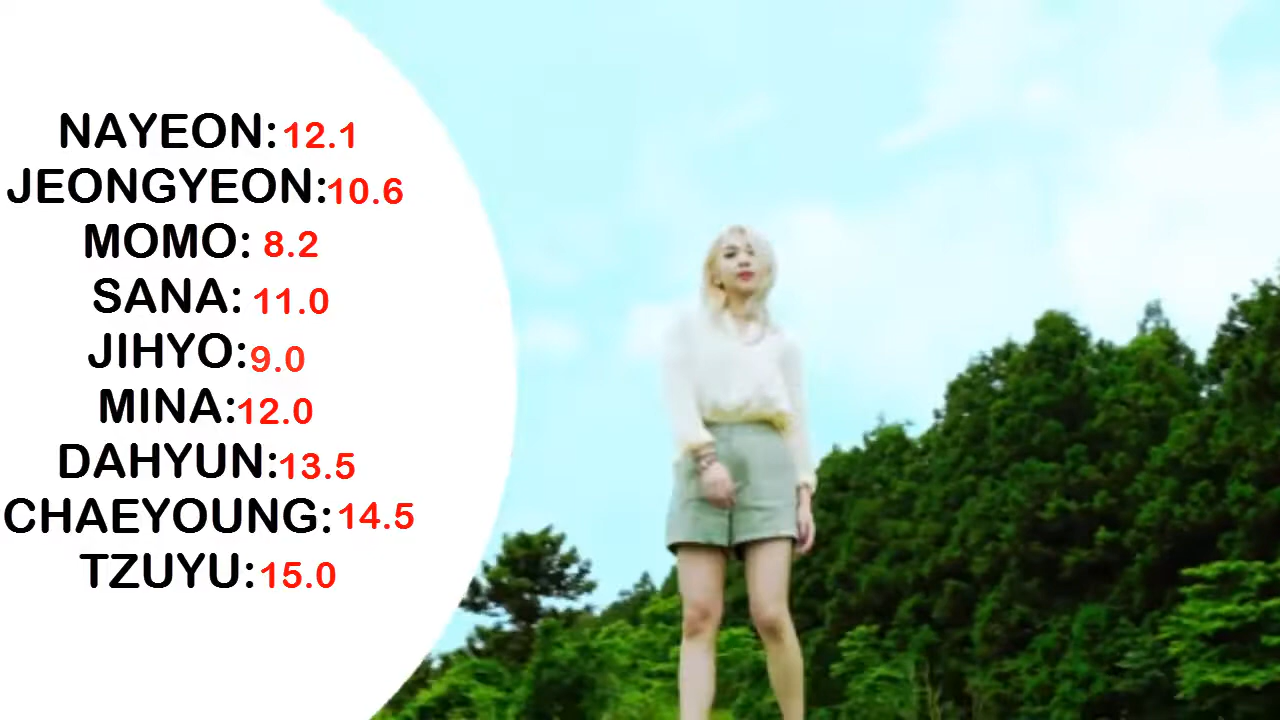 NAYEON: 12.1
JEONGYEON:10.6
MOMO: 8.2
SANA: 11.0
JIHYO:9.0
MINA:12.0
DAHYUN:13.5
CHAEYOUNG:14.5
TZUYU:15.0